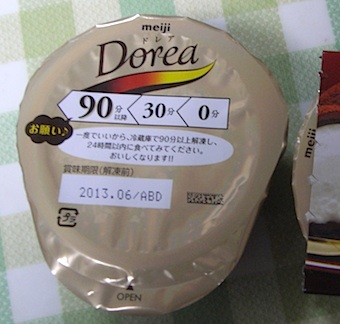 meiji
ドレア
Dorea
90分以降 30分 0分
お願い♪
一度でいいから、冷蔵庫で90分以上解凍し、
24時間以内に食べてみてください。
おいしくなります!!
賞味期限(解凍前)
2013.06/ABD
プラ
OPEN
meiji